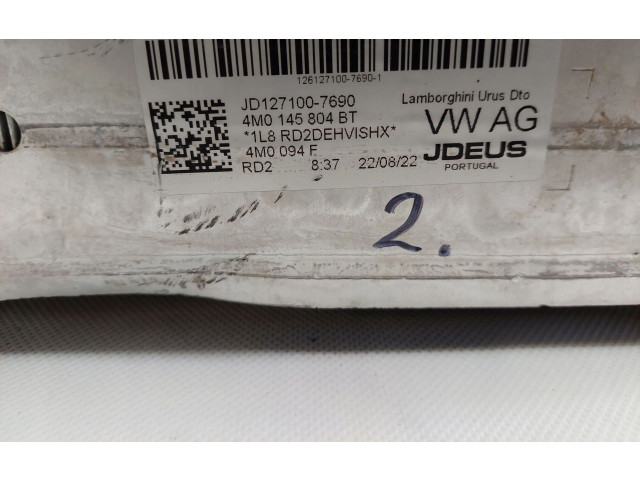 126127100-7690-1
JD127100-7690 Lamborghini Urus Dto
4M0 145 804 BT VW AG
*1L8 RD2DEHVISHX*
4M0 094 F JDEUS
RD2 8:37 22/08/22 PORTUGAL
2.